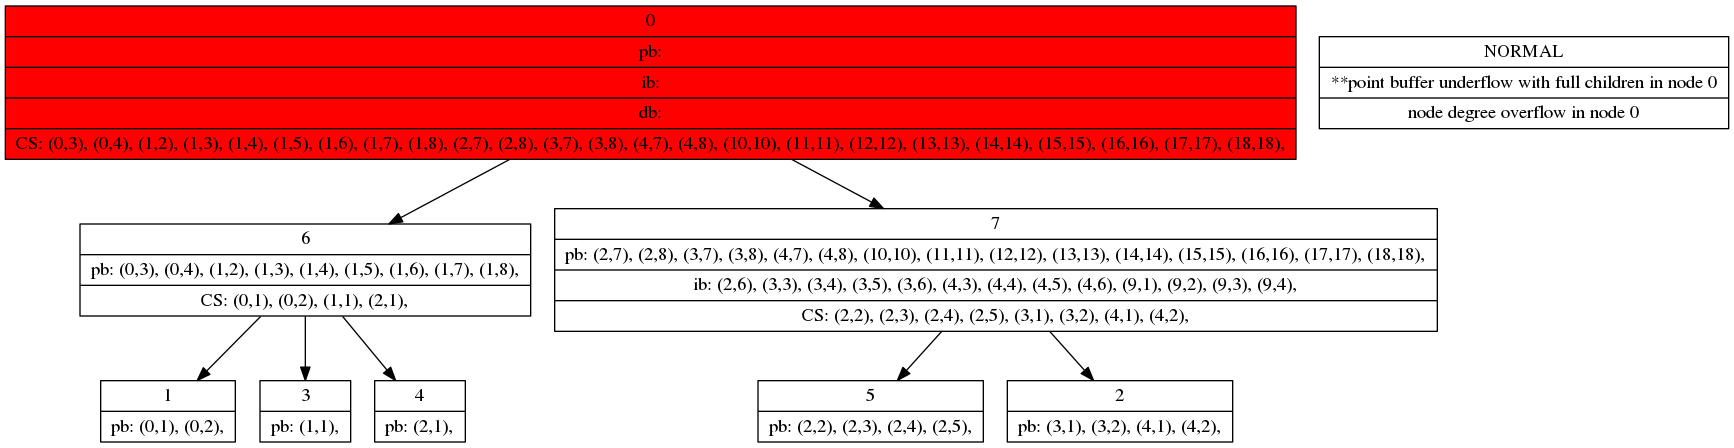 0
pb:
ib:
db:
CS: (0,3), (0,4), (1,2), (1,3), (1,4), (1,5), (1,6), (1,7), (1,8), (2,7), (2,8), (3,7), (3,8), (4,7), (4,8), (10,10), (11,11), (12,12), (13,13), (14,14), (15,15), (16,16), (17,17), (18,18),
NORMAL
**point buffer underflow with full children in node 0
node degree overflow in node 0
6
pb: (0,3), (0,4), (1,2), (1,3), (1,4), (1,5), (1,6), (1,7), (1,8),
CS: (0,1), (0,2), (1,1), (2,1),
7
pb: (2,7), (2,8), (3,7), (3,8), (4,7), (4,8), (10,10), (11,11), (12,12), (13,13), (14,14), (15,15), (16,16), (17,17), (18,18),
ib: (2,6), (3,3), (3,4), (3,5), (3,6), (4,3), (4,4), (4,5), (4,6), (9,1), (9,2), (9,3), (9,4),
CS: (2,2), (2,3), (2,4), (2,5), (3,1), (3,2), (4,1), (4,2),
1
pb: (0,1), (0,2),
3
pb: (1,1),
4
pb: (2,1),
5
pb: (2,2), (2,3), (2,4), (2,5),
2
pb: (3,1), (3,2), (4,1), (4,2),